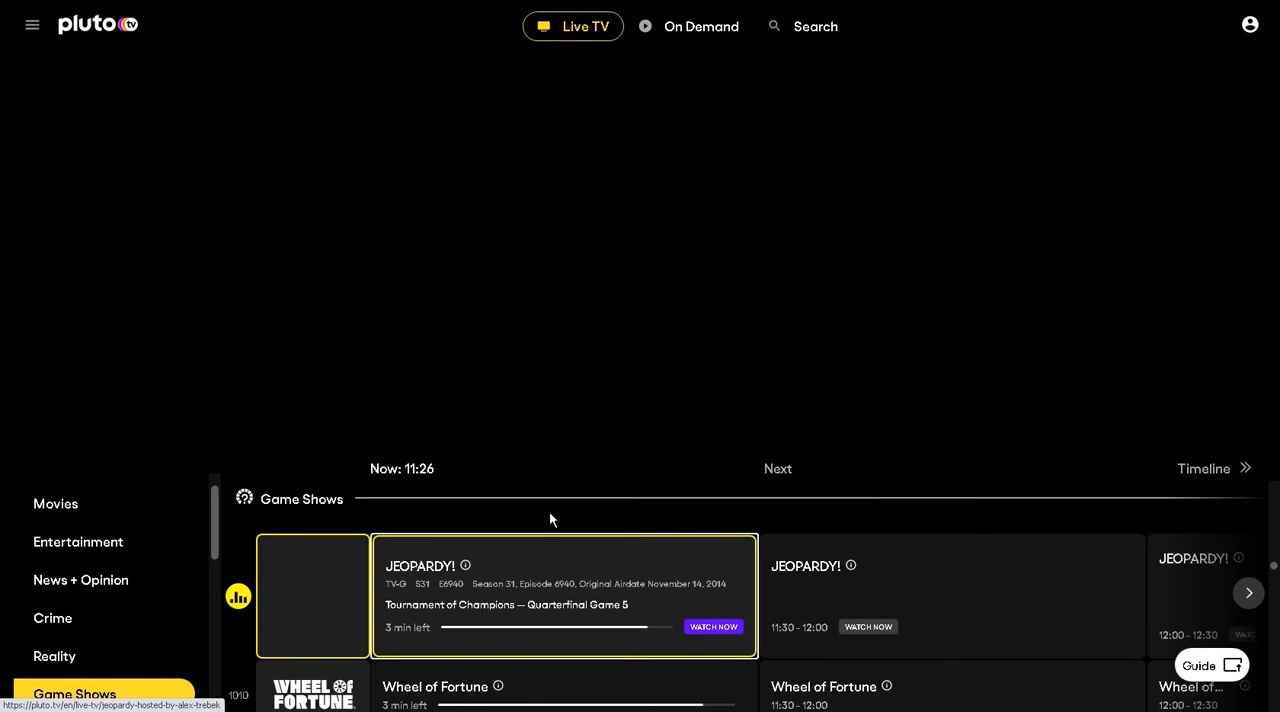 pluto tv
Live TV
On Demand
Search
Now: 11:26
Next
Timeline
Movies
Entertainment
News + Opinion
Crime
Reality
Game Shows
Game Shows
JEOPARDY!
TV-G S31 E6940 Season 31, Episode 6940, Original Airdate November 14, 2014
Tournament of Champions – Quarterfinal Game 5
3 min left
WATCH NOW
JEOPARDY!
11:30 - 12:00
WATCH NOW
JEOPARDY!
12:00 - 12:30
Guide
1010
WHEEL OF
FORTUNE
Wheel of Fortune
3 min left
Wheel of Fortune
11:30 - 12:00
Wheel of...
12:00 - 12:30
https://pluto.tv/en/live-tv/jeopardy-hosted-by-alex-trebek